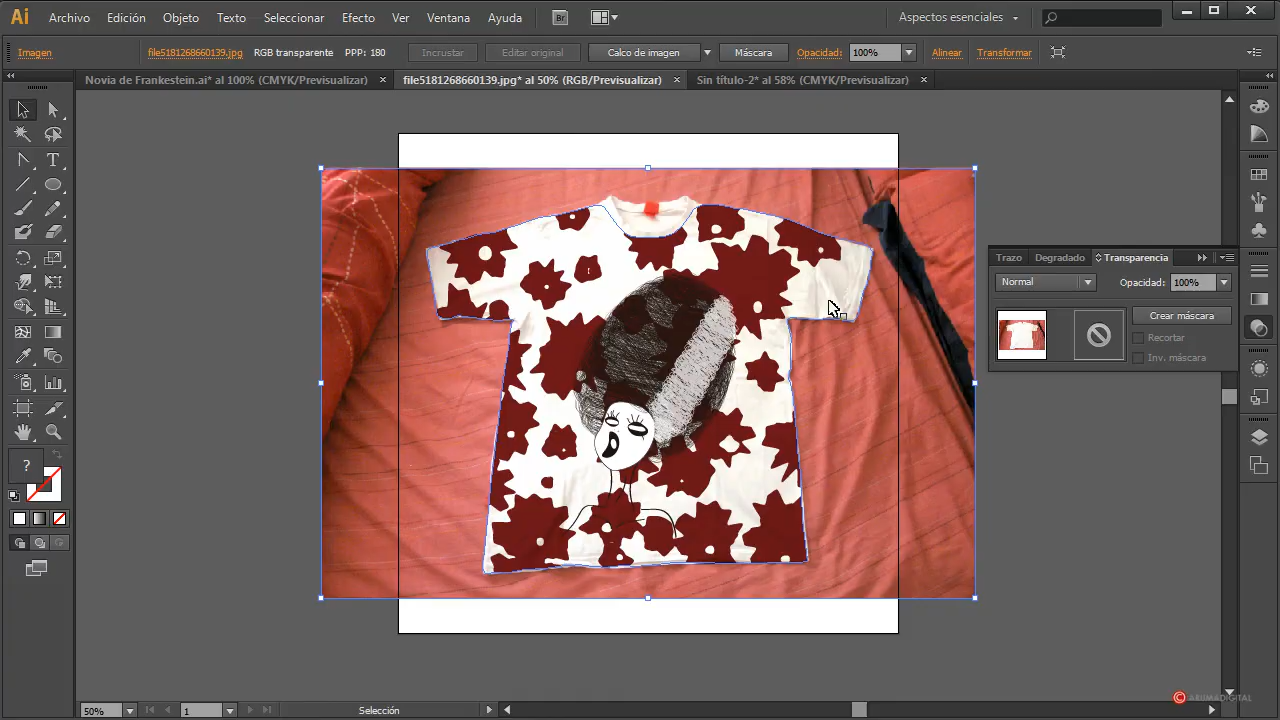 Ai Archivo Edición Objeto Texto Seleccionar Efecto Ver Ventana Ayuda Br Aspectos esenciales
Imagen file5181268660139.jpg RGB transparente PPP: 180 Incrustar Editar original Calco de imagen Máscara Opacidad: 100% Alinear Transformar
Novia de Frankestein.ai* al 100% (CMYK/Previsualizar) × file5181268660139.jpg* al 50% (RGB/Previsualizar) × Sin título-2* al 58% (CMYK/Previsualizar) ×
Trazo Degradado Transparencia
Normal Opacidad: 100%
Crear máscara
Recortar
Inv. máscara
T
?
© ARUMADIGITAL
50% 1 Selección